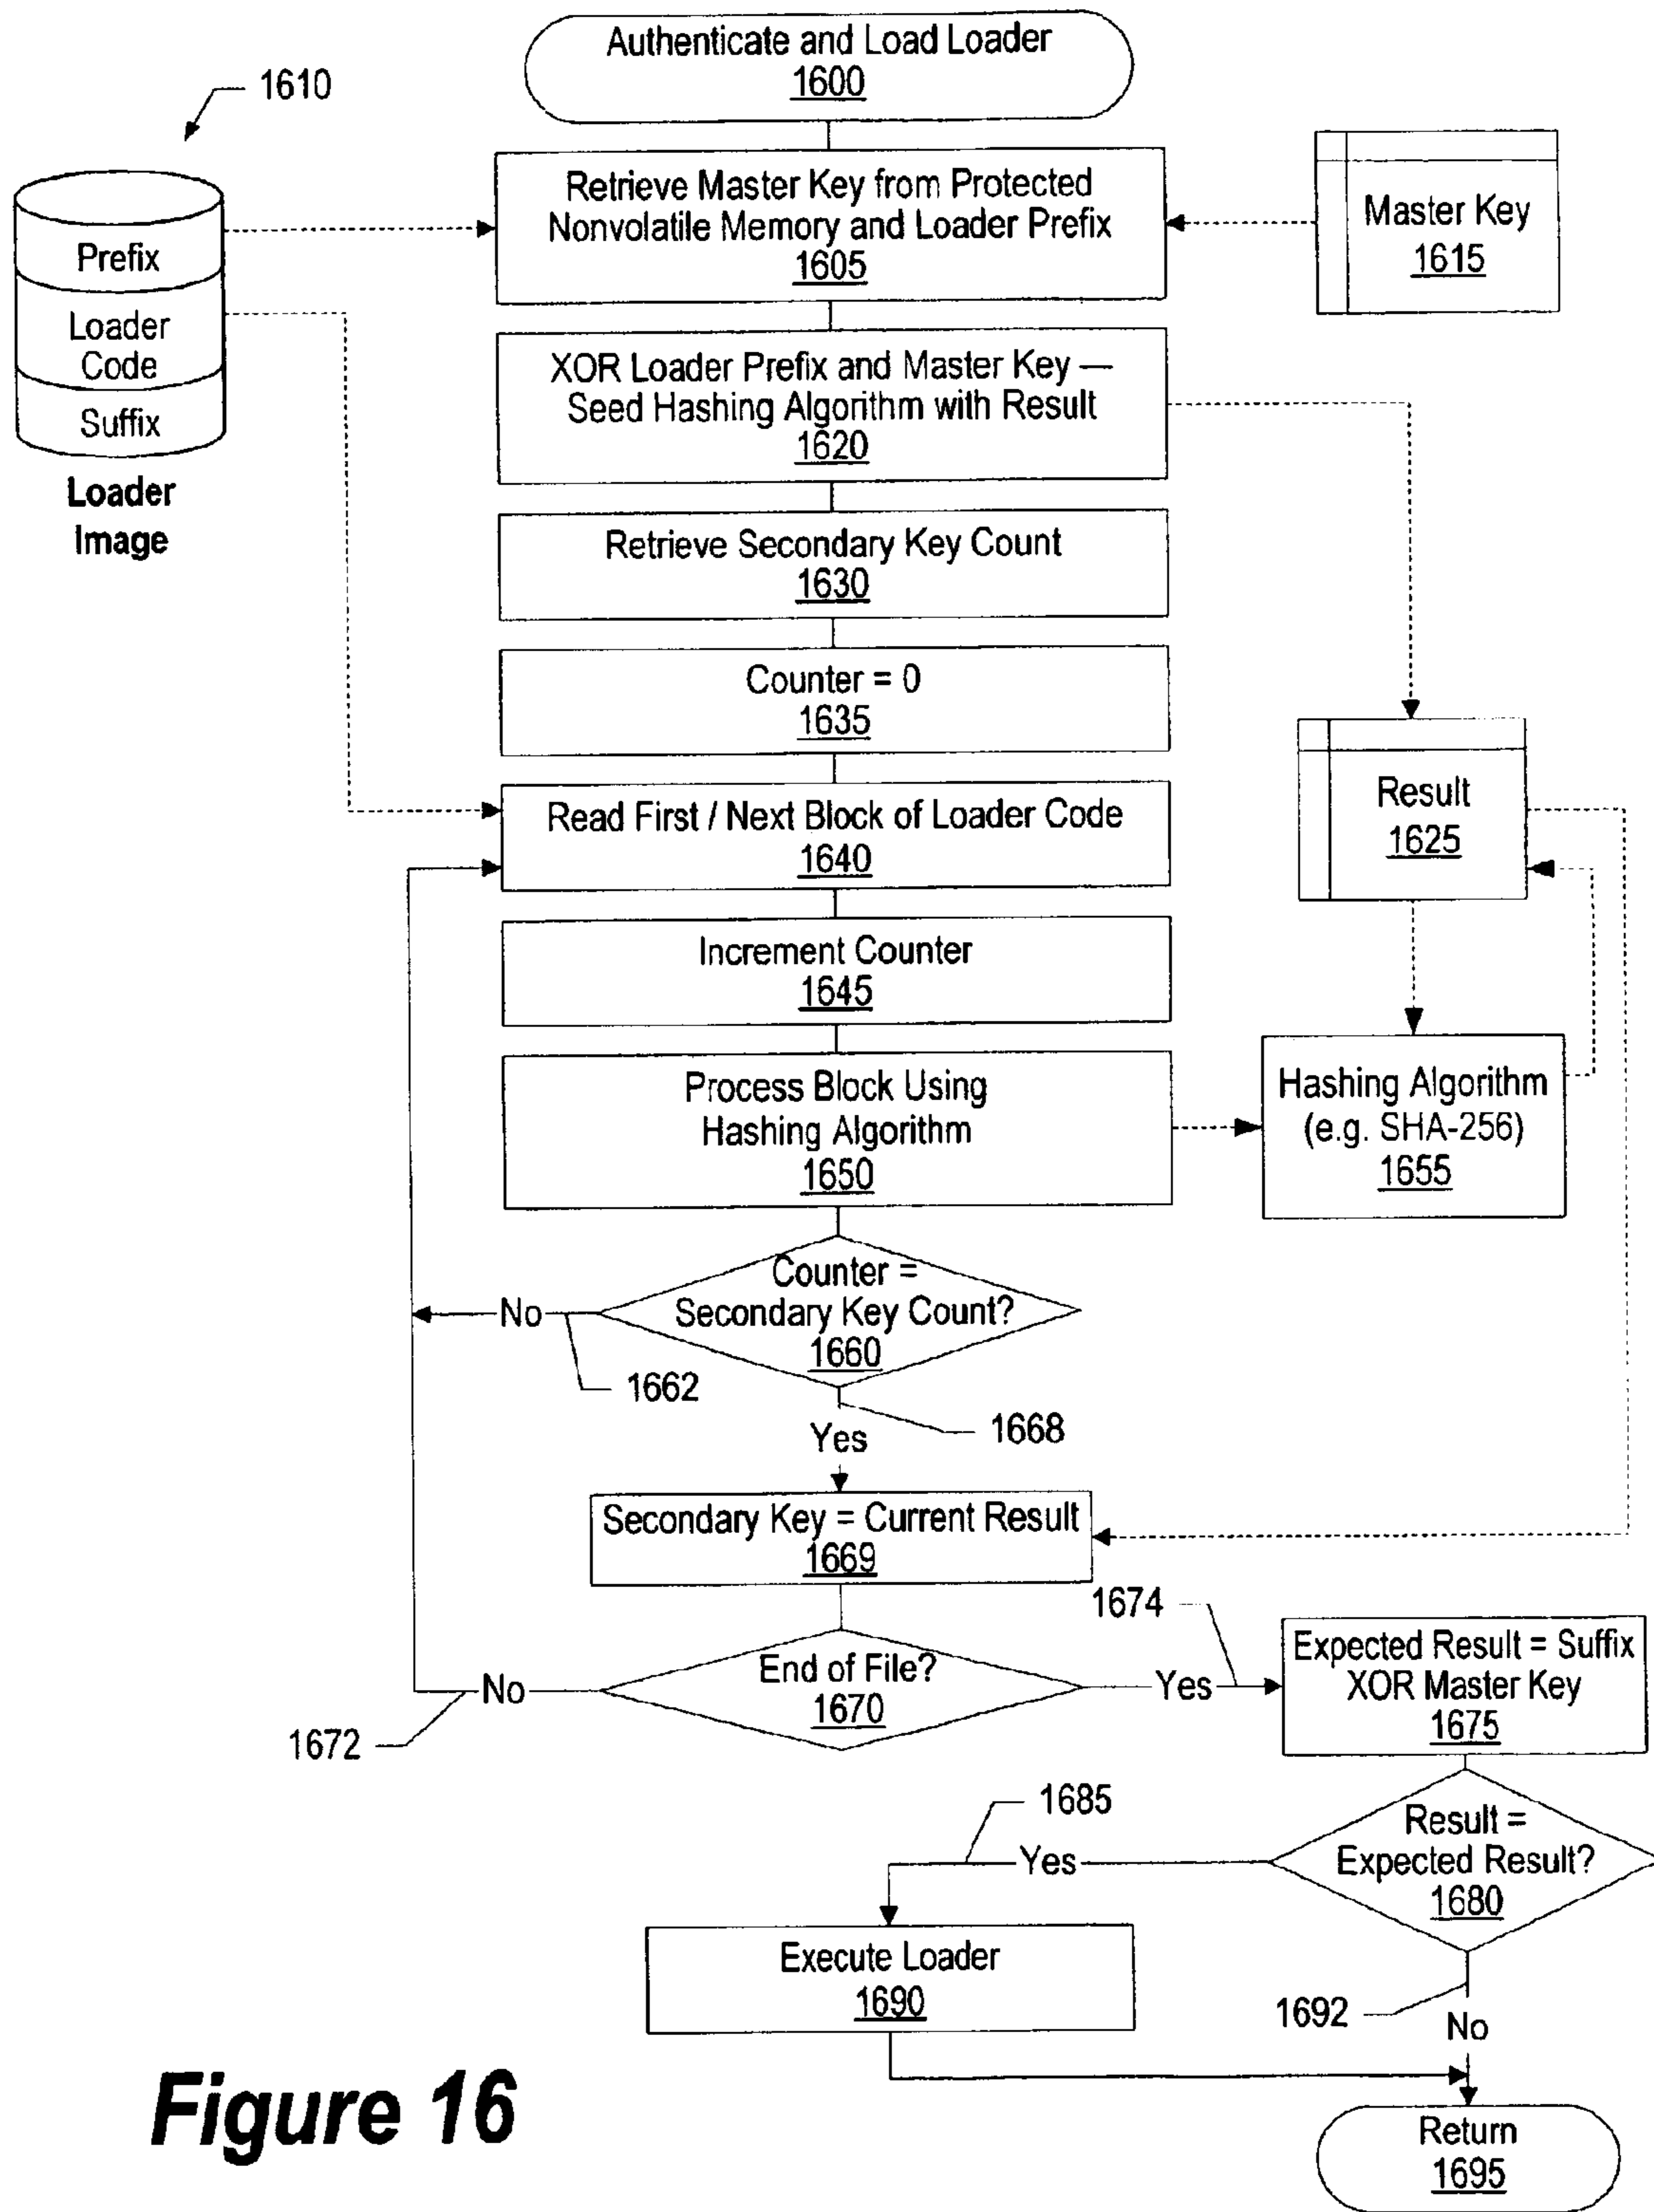 Authenticate and Load Loader
1600
1610
Retrieve Master Key from Protected
Nonvolatile Memory and Loader Prefix
1605
Master Key
1615
Prefix
Loader
Code
Suffix
Loader
Image
XOR Loader Prefix and Master Key —
Seed Hashing Algorithm with Result
1620
Retrieve Secondary Key Count
1630
Counter = 0
1635
Result
1625
Read First / Next Block of Loader Code
1640
Increment Counter
1645
Process Block Using
Hashing Algorithm
1650
Hashing Algorithm
(e.g. SHA-256)
1655
Counter =
Secondary Key Count?
1660
No
1662
1668
Yes
Secondary Key = Current Result
1669
1674
End of File?
1670
No
1672
Yes
Expected Result = Suffix
XOR Master Key
1675
1685
Yes
Result =
Expected Result?
1680
Execute Loader
1690
1692
No
Return
1695
Figure 16